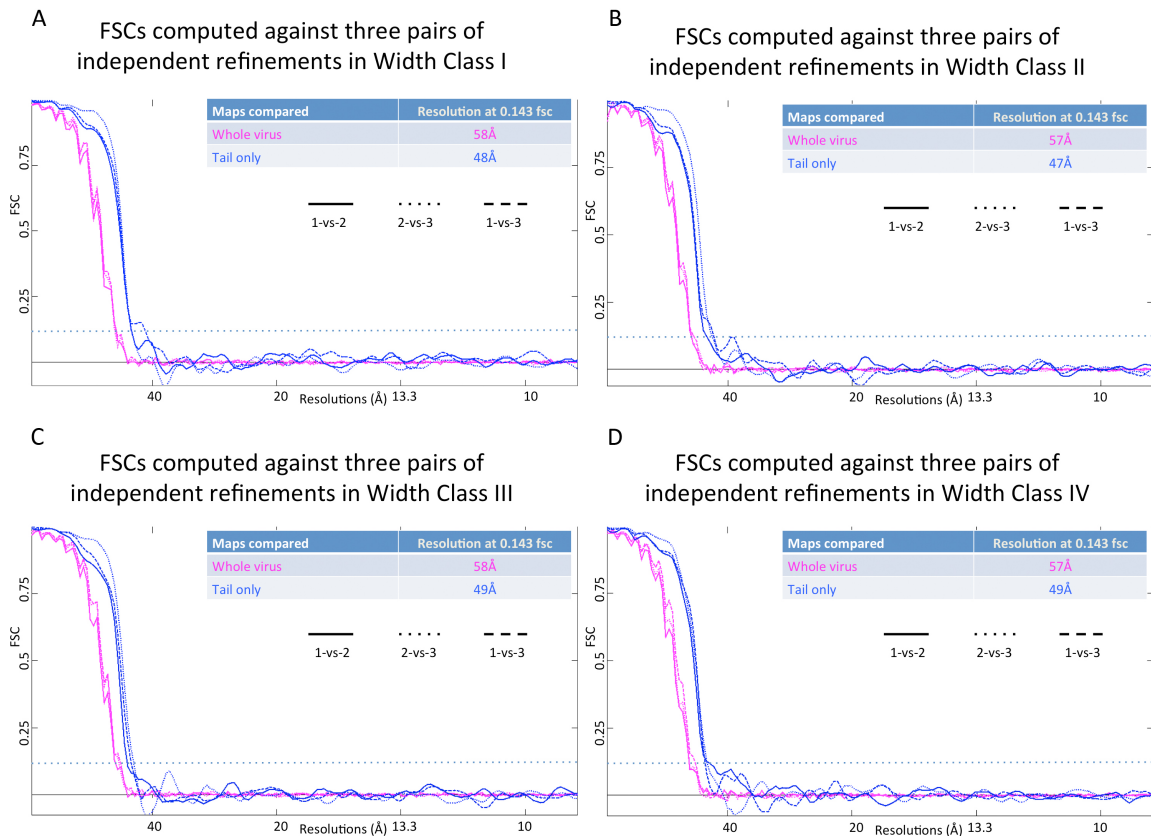 A
FSCs computed against three pairs of
independent refinements in Width Class I
Maps compared Resolution at 0.143 fsc
Whole virus 58Å
Tail only 48Å
1-vs-2 2-vs-3 1-vs-3
0.75
FSC
0.5
0.25
40 20 13.3 10
Resolutions (Å)
B
FSCs computed against three pairs of
independent refinements in Width Class II
Maps compared Resolution at 0.143 fsc
Whole virus 57Å
Tail only 47Å
1-vs-2 2-vs-3 1-vs-3
0.75
FSC
0.5
0.25
40 20 13.3 10
Resolutions (Å)
C
FSCs computed against three pairs of
independent refinements in Width Class III
Maps compared Resolution at 0.143 fsc
Whole virus 58Å
Tail only 49Å
1-vs-2 2-vs-3 1-vs-3
0.75
FSC
0.5
0.25
40 20 13.3 10
Resolutions (Å)
D
FSCs computed against three pairs of
independent refinements in Width Class IV
Maps compared Resolution at 0.143 fsc
Whole virus 57Å
Tail only 49Å
1-vs-2 2-vs-3 1-vs-3
0.75
FSC
0.5
0.25
40 20 13.3 10
Resolutions (Å)